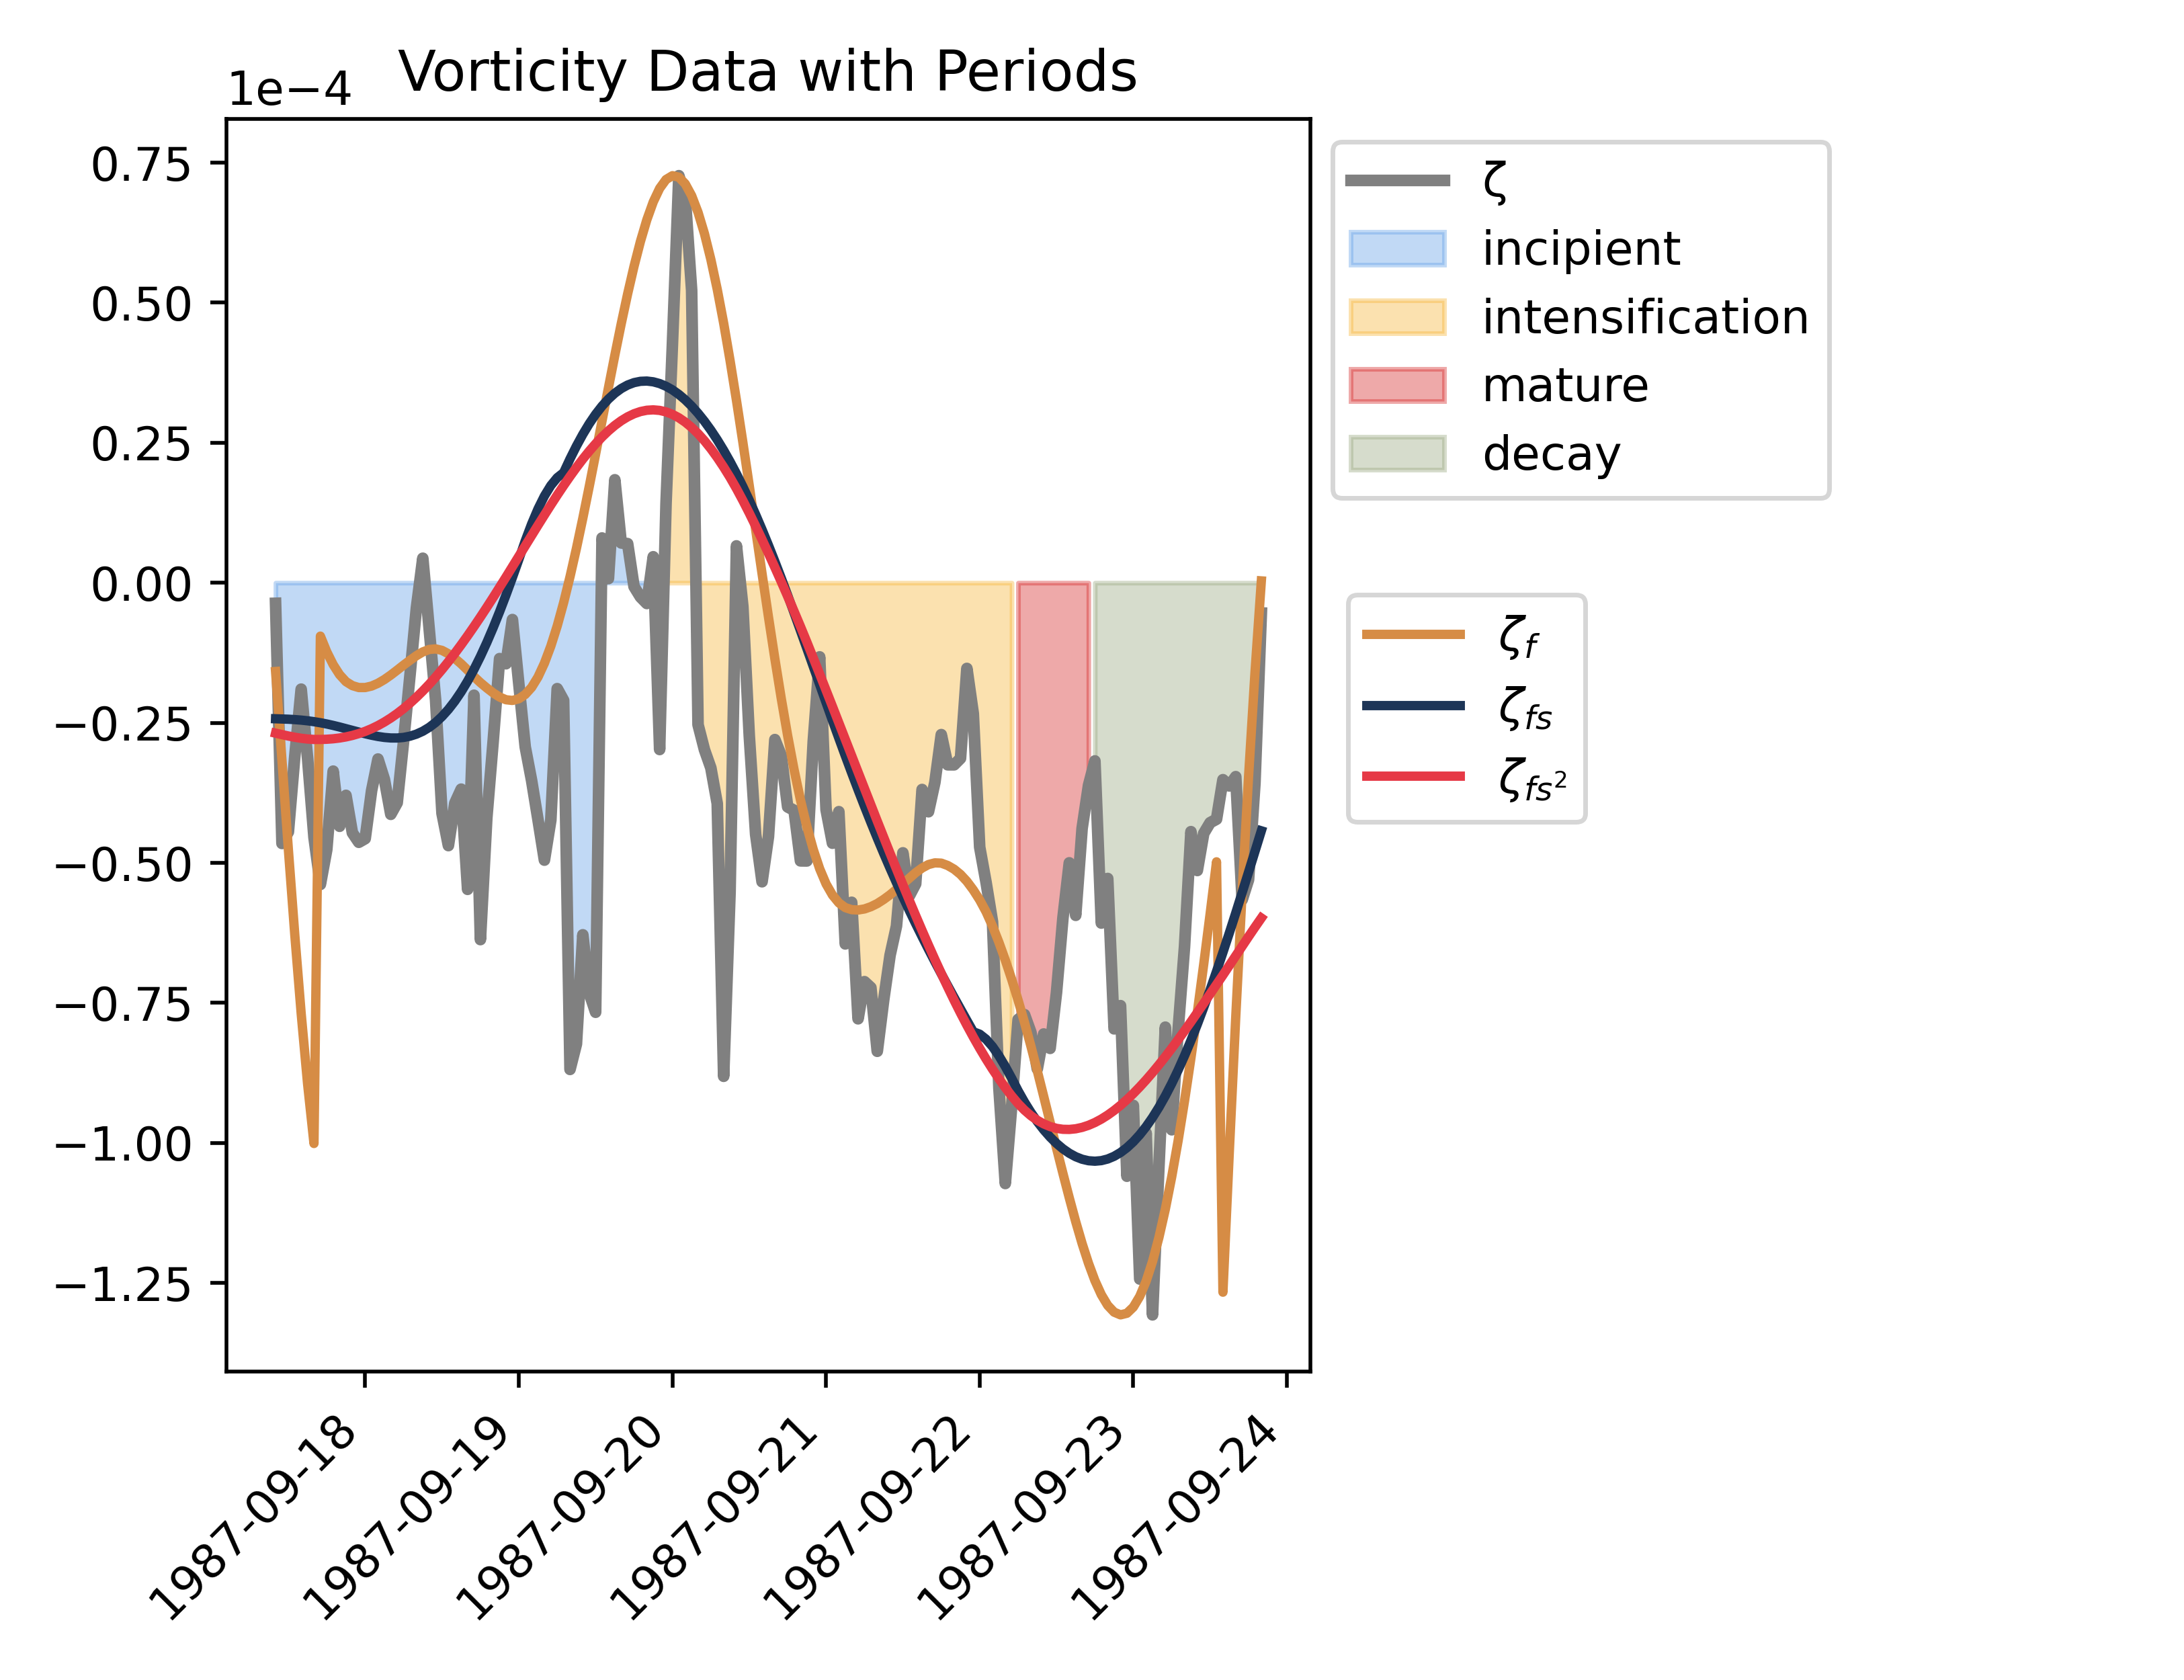 Vorticity Data with Periods
1e−4
0.75
0.50
0.25
0.00
−0.25
−0.50
−0.75
−1.00
−1.25
1987-09-18
1987-09-19
1987-09-20
1987-09-21
1987-09-22
1987-09-23
1987-09-24
ζ
incipient
intensification
mature
decay
ζf
ζfs
ζfs²